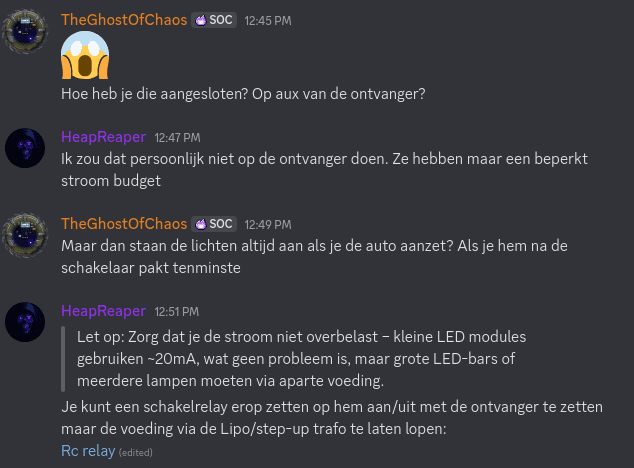 TheGhostOfChaos SOC 12:45 PM
Hoe heb je die aangesloten? Op aux van de ontvanger?
HeapReaper 12:47 PM
Ik zou dat persoonlijk niet op de ontvanger doen. Ze hebben maar een beperkt
stroom budget
TheGhostOfChaos SOC 12:49 PM
Maar dan staan de lichten altijd aan als je de auto aanzet? Als je hem na de
schakelaar pakt tenminste
HeapReaper 12:51 PM
Let op: Zorg dat je de stroom niet overbelast – kleine LED modules
gebruiken ~20mA, wat geen probleem is, maar grote LED-bars of
meerdere lampen moeten via aparte voeding.
Je kunt een schakelrelay erop zetten op hem aan/uit met de ontvanger te zetten
maar de voeding via de Lipo/step-up trafo te laten lopen:
Rc relay (edited)